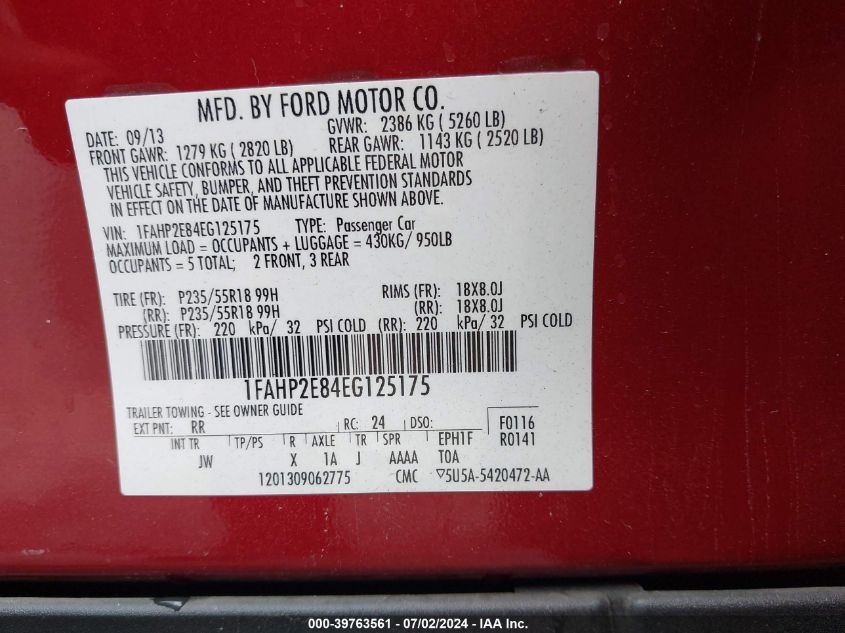 MFD. BY FORD MOTOR CO.
DATE: 09/13 GVWR: 2386 KG ( 5260 LB)
FRONT GAWR: 1279 KG ( 2820 LB) REAR GAWR: 1143 KG ( 2520 LB)
THIS VEHICLE CONFORMS TO ALL APPLICABLE FEDERAL MOTOR
VEHICLE SAFETY, BUMPER, AND THEFT PREVENTION STANDARDS
IN EFFECT ON THE DATE OF MANUFACTURE SHOWN ABOVE.
VIN: 1FAHP2E84EG125175 TYPE: Passenger Car
MAXIMUM LOAD = OCCUPANTS + LUGGAGE = 430KG/ 950LB
OCCUPANTS = 5 TOTAL; 2 FRONT, 3 REAR
TIRE (FR): P235/55R18 99H RIMS (FR): 18X8.0J
(RR): P235/55R18 99H (RR): 18X8.0J
PRESSURE (FR): 220 kPa/ 32 PSI COLD (RR): 220 kPa/ 32 PSI COLD
1FAHP2E84EG125175
TRAILER TOWING - SEE OWNER GUIDE
EXT PNT: RR RC: 24 DSO: F0116
INT TR TP/PS R AXLE TR SPR EPH1F R0141
JW X 1A J AAAA T0A
1201309062775 CMC ▽5U5A-5420472-AA
000-39763561 - 07/02/2024 - IAA Inc.